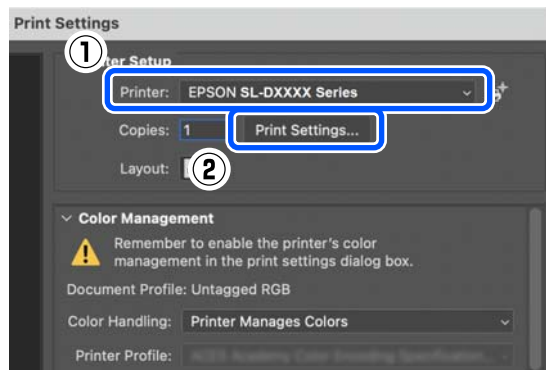 Print Settings
①
ter Setup
Printer: EPSON SL-DXXXX Series
Copies: 1 Print Settings...
②
Layout:
Color Management
Remember to enable the printer's color
management in the print settings dialog box.
Document Profile: Untagged RGB
Color Handling: Printer Manages Colors
Printer Profile: